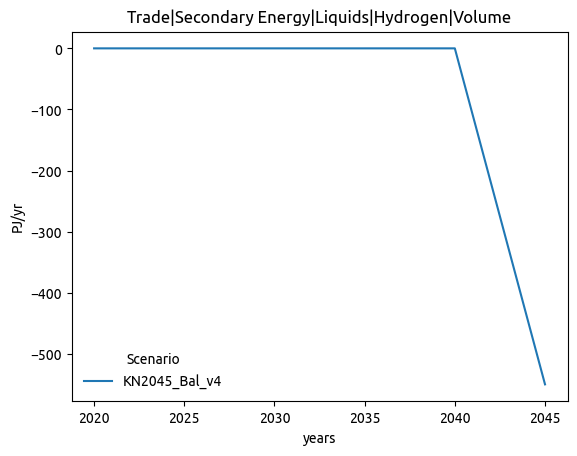 Trade|Secondary Energy|Liquids|Hydrogen|Volume
PJ/yr
0
−100
−200
−300
−400
−500
Scenario
KN2045_Bal_v4
2020 2025 2030 2035 2040 2045
years